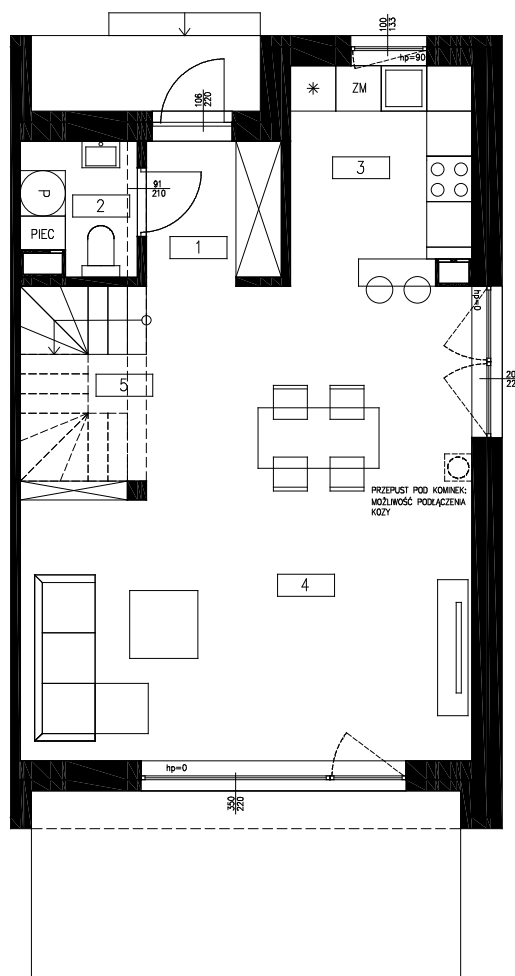 100
133
hp=90
ZM
106
220
3
P
91
210
2
PIEC
1
hp=0
5
20
22
PRZEPUST POD KOMINEK;
MOŻLIWOŚĆ PODŁĄCZENIA
KOZY
4
hp=0
350
220